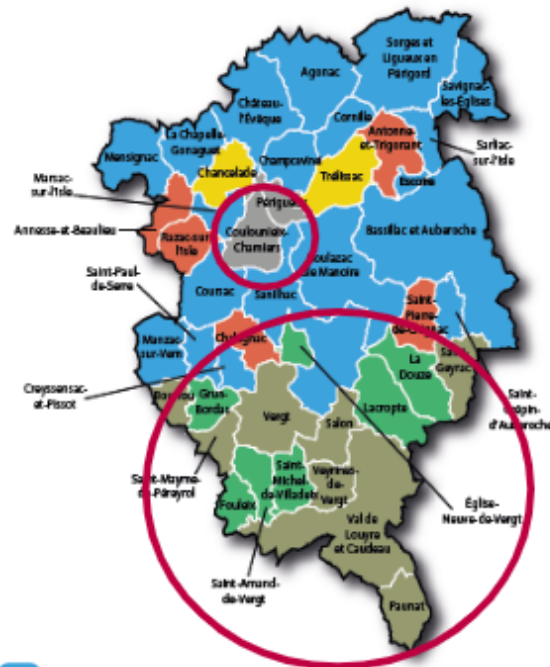 Sorges et
Ligueux en
Périgord
Agonac
Savignac-
les-Églises
Château-
l'Évêque
Cornille
Antonne-
et-Trigonant
Sarliac-
sur-l'Isle
La Chapelle-
Gonaguet
Mensignac
Champcevinel
Chancelade
Trélissac
Escoire
Marsac-
sur-l'Isle
Périgueux
Annesse-et-Beaulieu
Razac-sur-
l'Isle
Coulounieix-
Chamiers
Bassillac et Auberoche
Boulazac
Isle Manoire
Saint-Paul-
de-Serre
Coursac
Sanilhac
Saint-
Pierre-
de-Chignac
Manzac-
sur-Vern
Chalagnac
La
Douze
Saint-
Geyrac
Creyssensac-
et-Pissot
Bourrou
Grun-
Bordas
Vergt
Salon
Lacropte
Saint-
Crépin-
d'Auberoche
Saint-Mayme-
de-Péreyrol
Saint-
Michel-
de-Villadeix
Veyrines-
de-
Vergt
Fouleix
Église-
Neuve-de-Vergt
Val de
Louyre
et Caudeau
Saint-Amand-
de-Vergt
Paunat